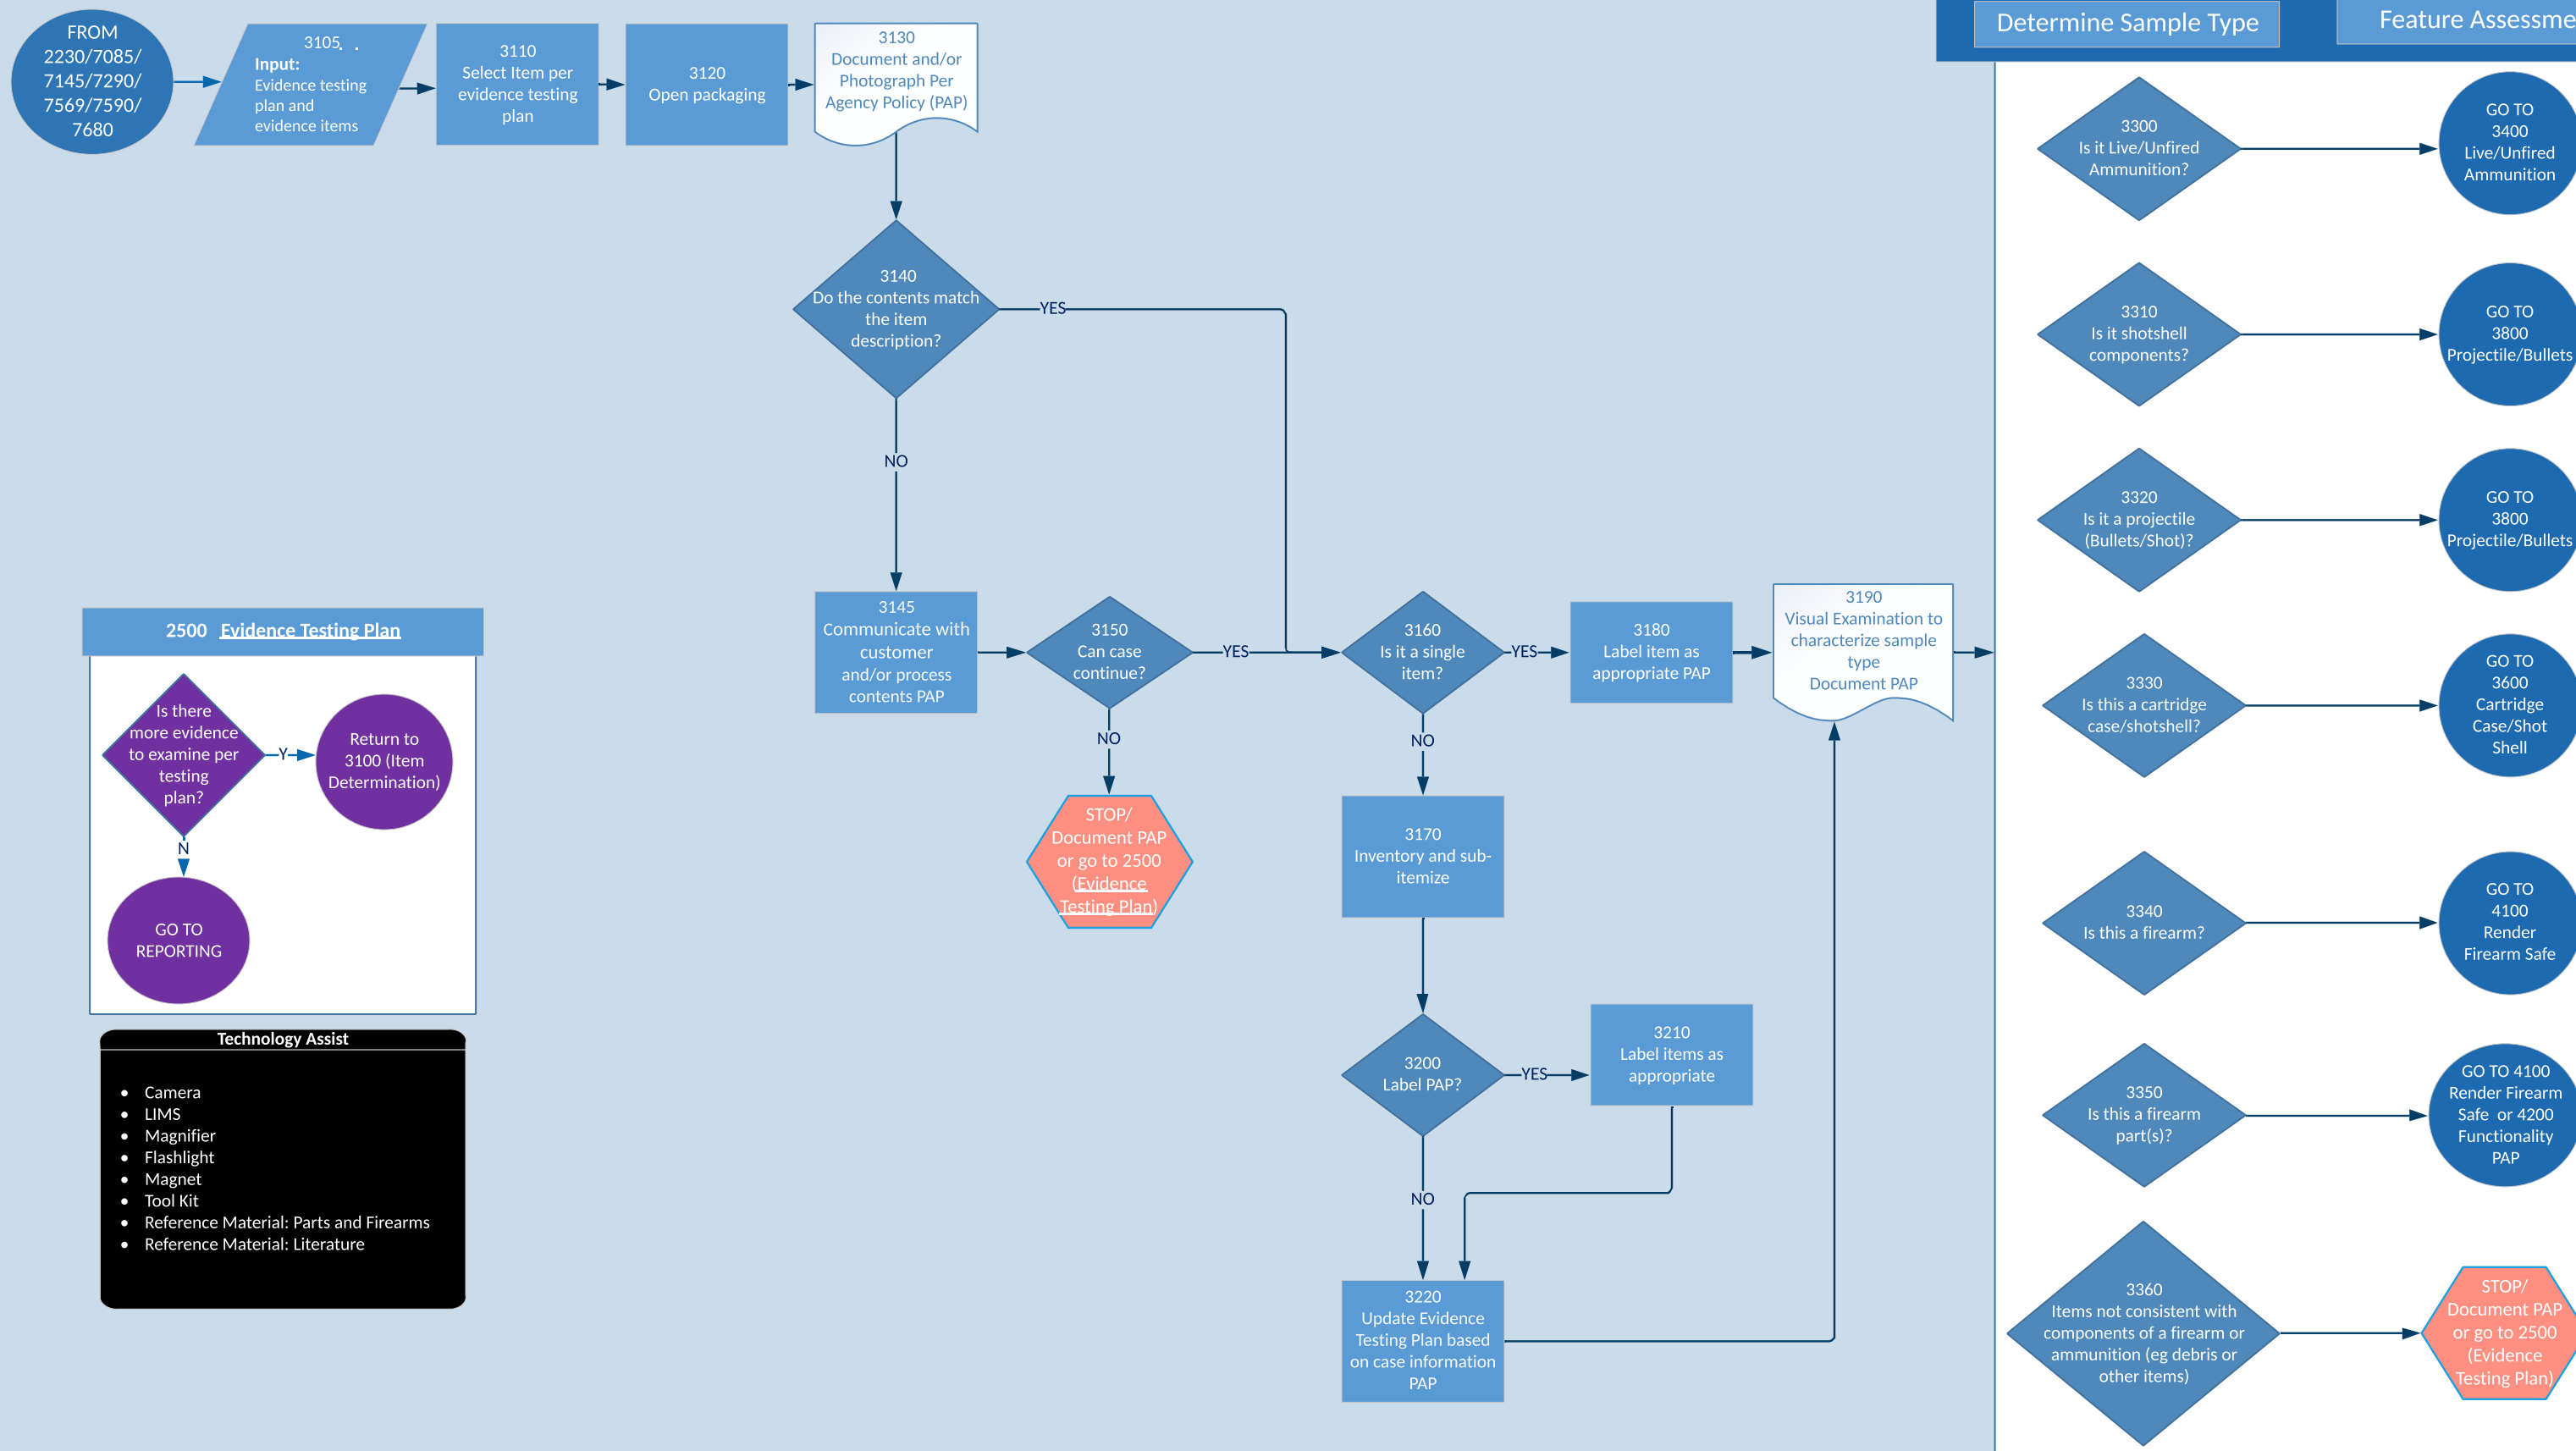 FROM
2230/7085/
7145/7290/
7569/7590/
7680
3105. .
Input:
Evidence testing
plan and
evidence items
3110
Select Item per
evidence testing
plan
3120
Open packaging
3130
Document and/or
Photograph Per
Agency Policy (PAP)
3140
Do the contents match
the item
description?
YES
NO
3145
Communicate with
customer
and/or process
contents PAP
3150
Can case
continue?
YES
NO
STOP/
Document PAP
or go to 2500
(Evidence
Testing Plan)
3160
Is it a single
item?
YES
NO
3180
Label item as
appropriate PAP
3190
Visual Examination to
characterize sample
type
Document PAP
3170
Inventory and sub-
itemize
3200
Label PAP?
YES
NO
3210
Label items as
appropriate
3220
Update Evidence
Testing Plan based
on case information
PAP
2500 Evidence Testing Plan
Is there
more evidence
to examine per
testing
plan?
Y
Return to
3100 (Item
Determination)
N
GO TO
REPORTING
Technology Assist
• Camera
• LIMS
• Magnifier
• Flashlight
• Magnet
• Tool Kit
• Reference Material: Parts and Firearms
• Reference Material: Literature
Determine Sample Type
Feature Assessme
3300
Is it Live/Unfired
Ammunition?
GO TO
3400
Live/Unfired
Ammunition
3310
Is it shotshell
components?
GO TO
3800
Projectile/Bullets
3320
Is it a projectile
(Bullets/Shot)?
GO TO
3800
Projectile/Bullets
3330
Is this a cartridge
case/shotshell?
GO TO
3600
Cartridge
Case/Shot
Shell
3340
Is this a firearm?
GO TO
4100
Render
Firearm Safe
3350
Is this a firearm
part(s)?
GO TO 4100
Render Firearm
Safe or 4200
Functionality
PAP
3360
Items not consistent with
components of a firearm or
ammunition (eg debris or
other items)
STOP/
Document PAP
or go to 2500
(Evidence
Testing Plan)